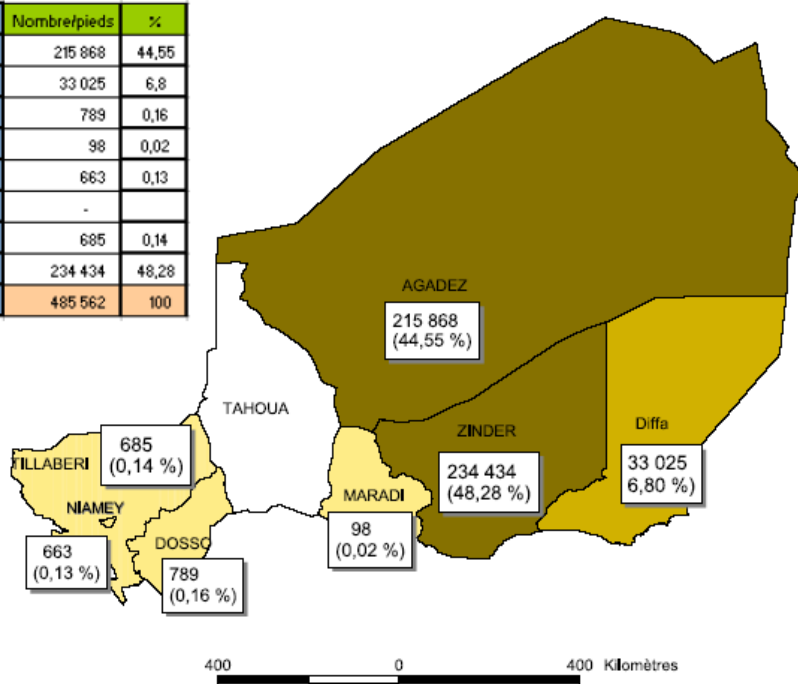 Nombre/pieds %
215 868 44,55
33 025 6,8
789 0,16
98 0,02
663 0,13
-
685 0,14
234 434 48,28
485 562 100
AGADEZ
215 868
(44,55 %)
TAHOUA
ZINDER
234 434
(48,28 %)
Diffa
33 025
6,80 %)
685
(0,14 %)
TILLABERI
MARADI
98
(0,02 %)
NIAMEY
663
(0,13 %)
DOSSO
789
(0,16 %)
400 0 400 Kilomètres